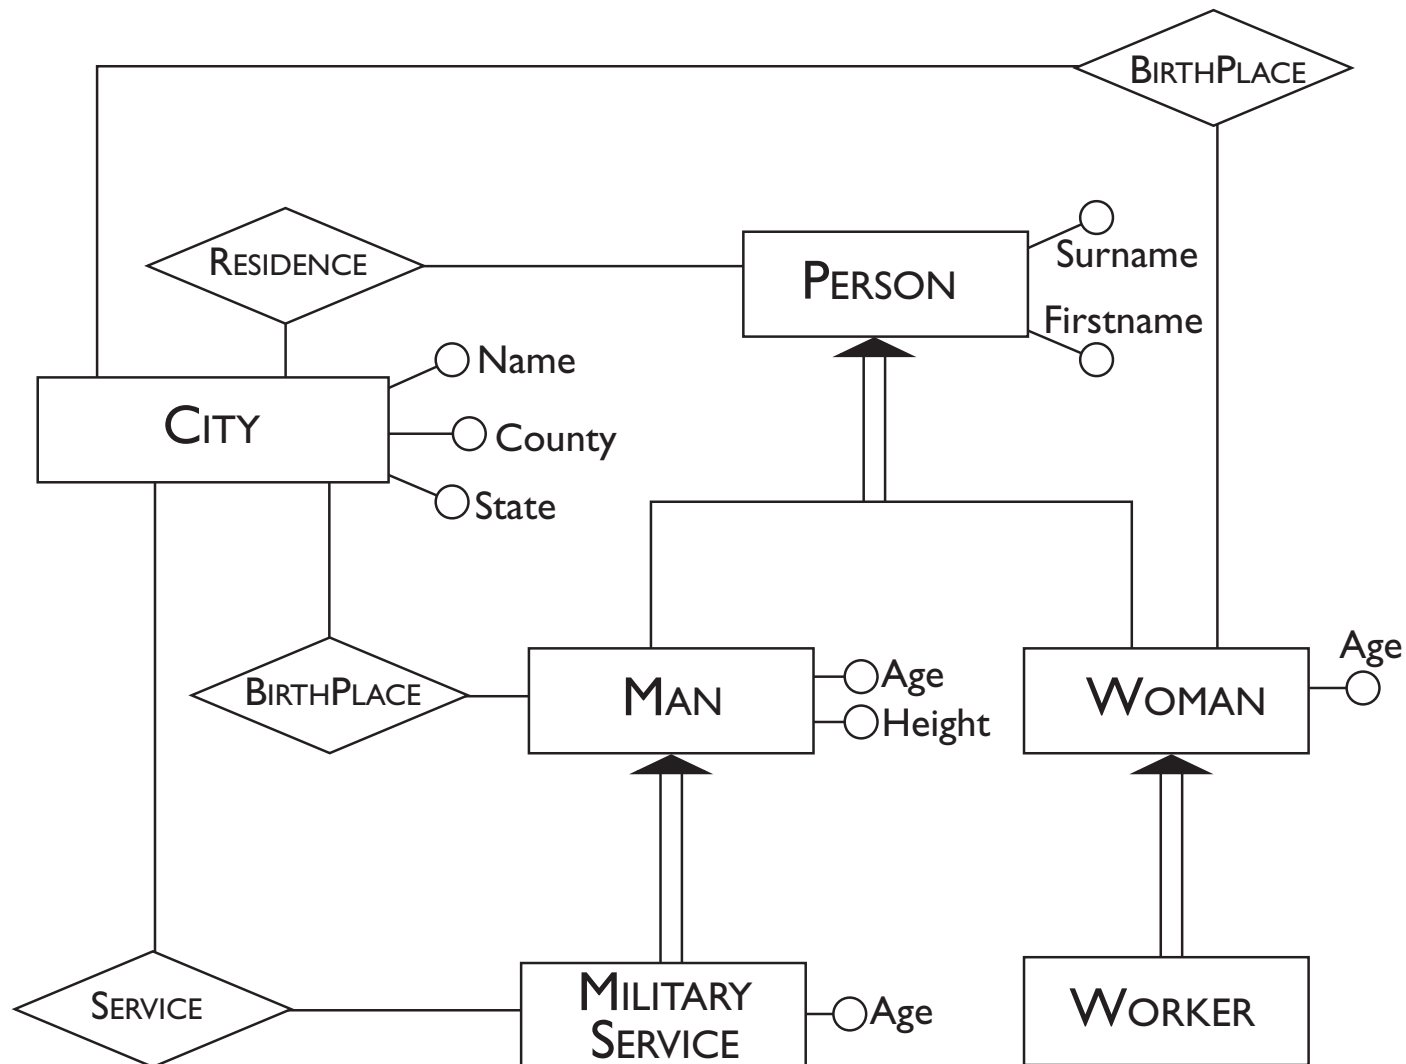 BIRTHPLACE
RESIDENCE
PERSON
Surname
Firstname
Name
CITY
County
State
BIRTHPLACE
MAN
Age
Height
WOMAN
Age
SERVICE
MILITARY
SERVICE
Age
WORKER